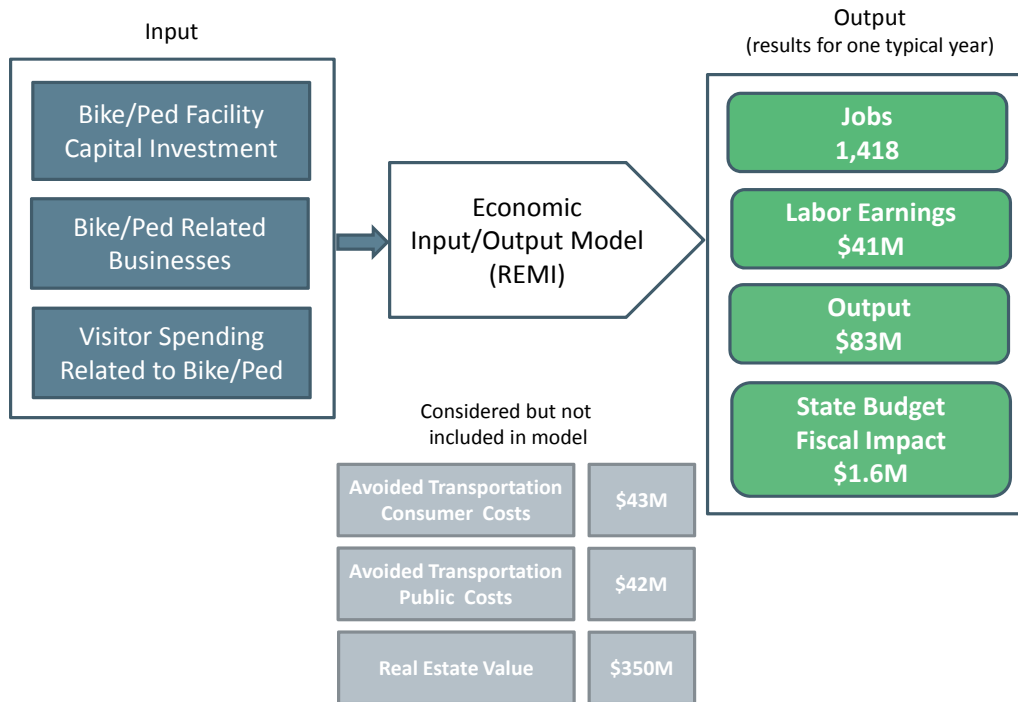 Input
Bike/Ped Facility
Capital Investment
Bike/Ped Related
Businesses
Visitor Spending
Related to Bike/Ped
Economic
Input/Output Model
(REMI)
Output
(results for one typical year)
Jobs
1,418
Labor Earnings
$41M
Output
$83M
State Budget
Fiscal Impact
$1.6M
Considered but not
included in model
Avoided Transportation
Consumer Costs
$43M
Avoided Transportation
Public Costs
$42M
Real Estate Value
$350M